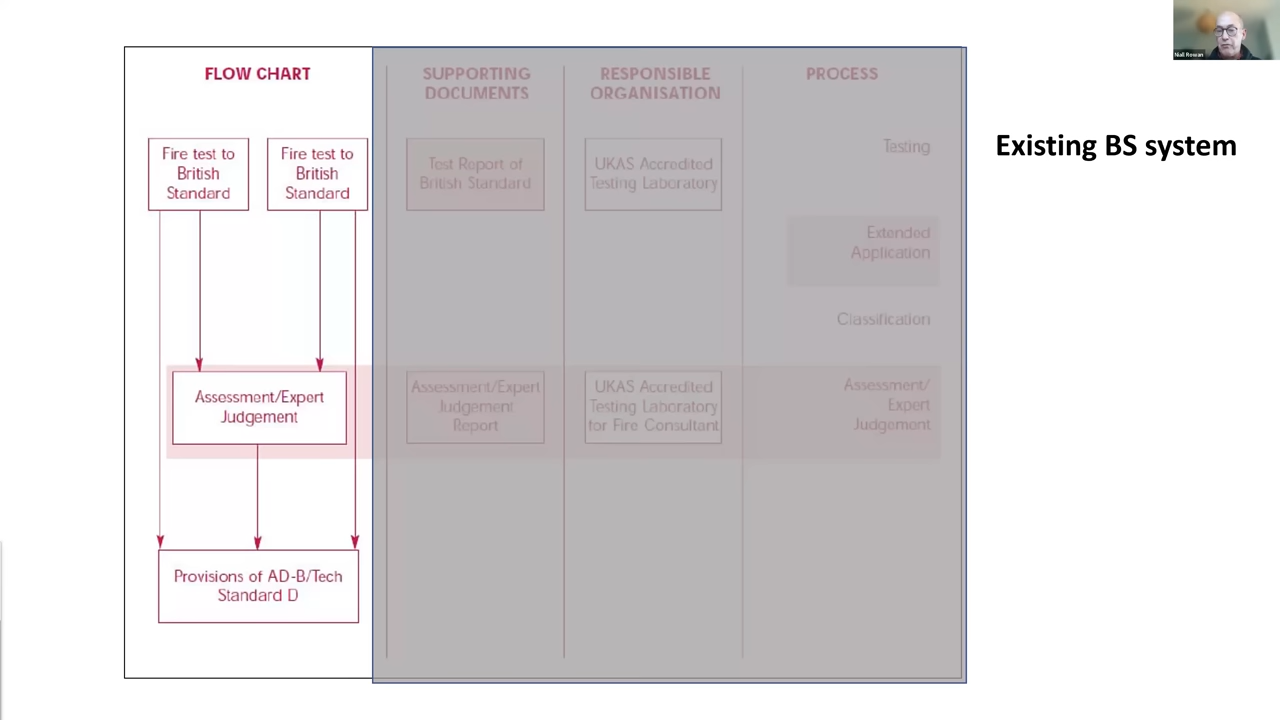 Niall Rowan
Existing BS system
FLOW CHART
SUPPORTING
DOCUMENTS
RESPONSIBLE
ORGANISATION
PROCESS
Fire test to
British
Standard
Fire test to
British
Standard
Test Report of
British Standard
UKAS Accredited
Testing Laboratory
Testing
Extended
Application
Classification
Assessment/Expert
Judgement
Assessment/Expert
Judgement
Report
UKAS Accredited
Testing Laboratory
for Fire Consultant
Assessment/
Expert
Judgement
Provisions of AD-B/Tech
Standard D